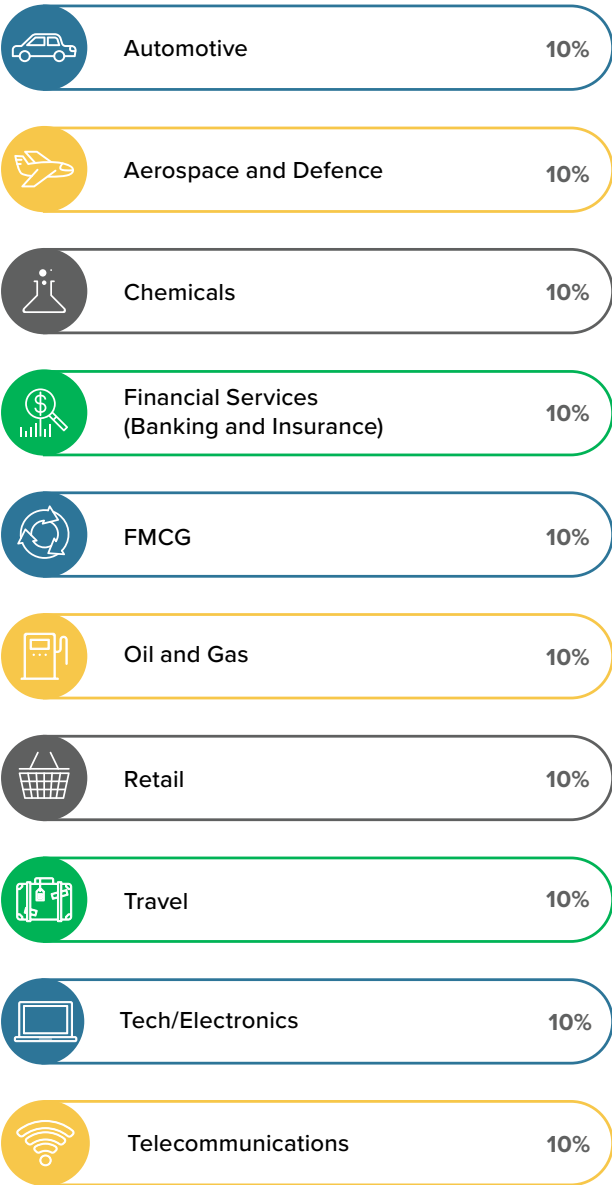 Automotive 10%
Aerospace and Defence 10%
Chemicals 10%
Financial Services
(Banking and Insurance) 10%
FMCG 10%
Oil and Gas 10%
Retail 10%
Travel 10%
Tech/Electronics 10%
Telecommunications 10%